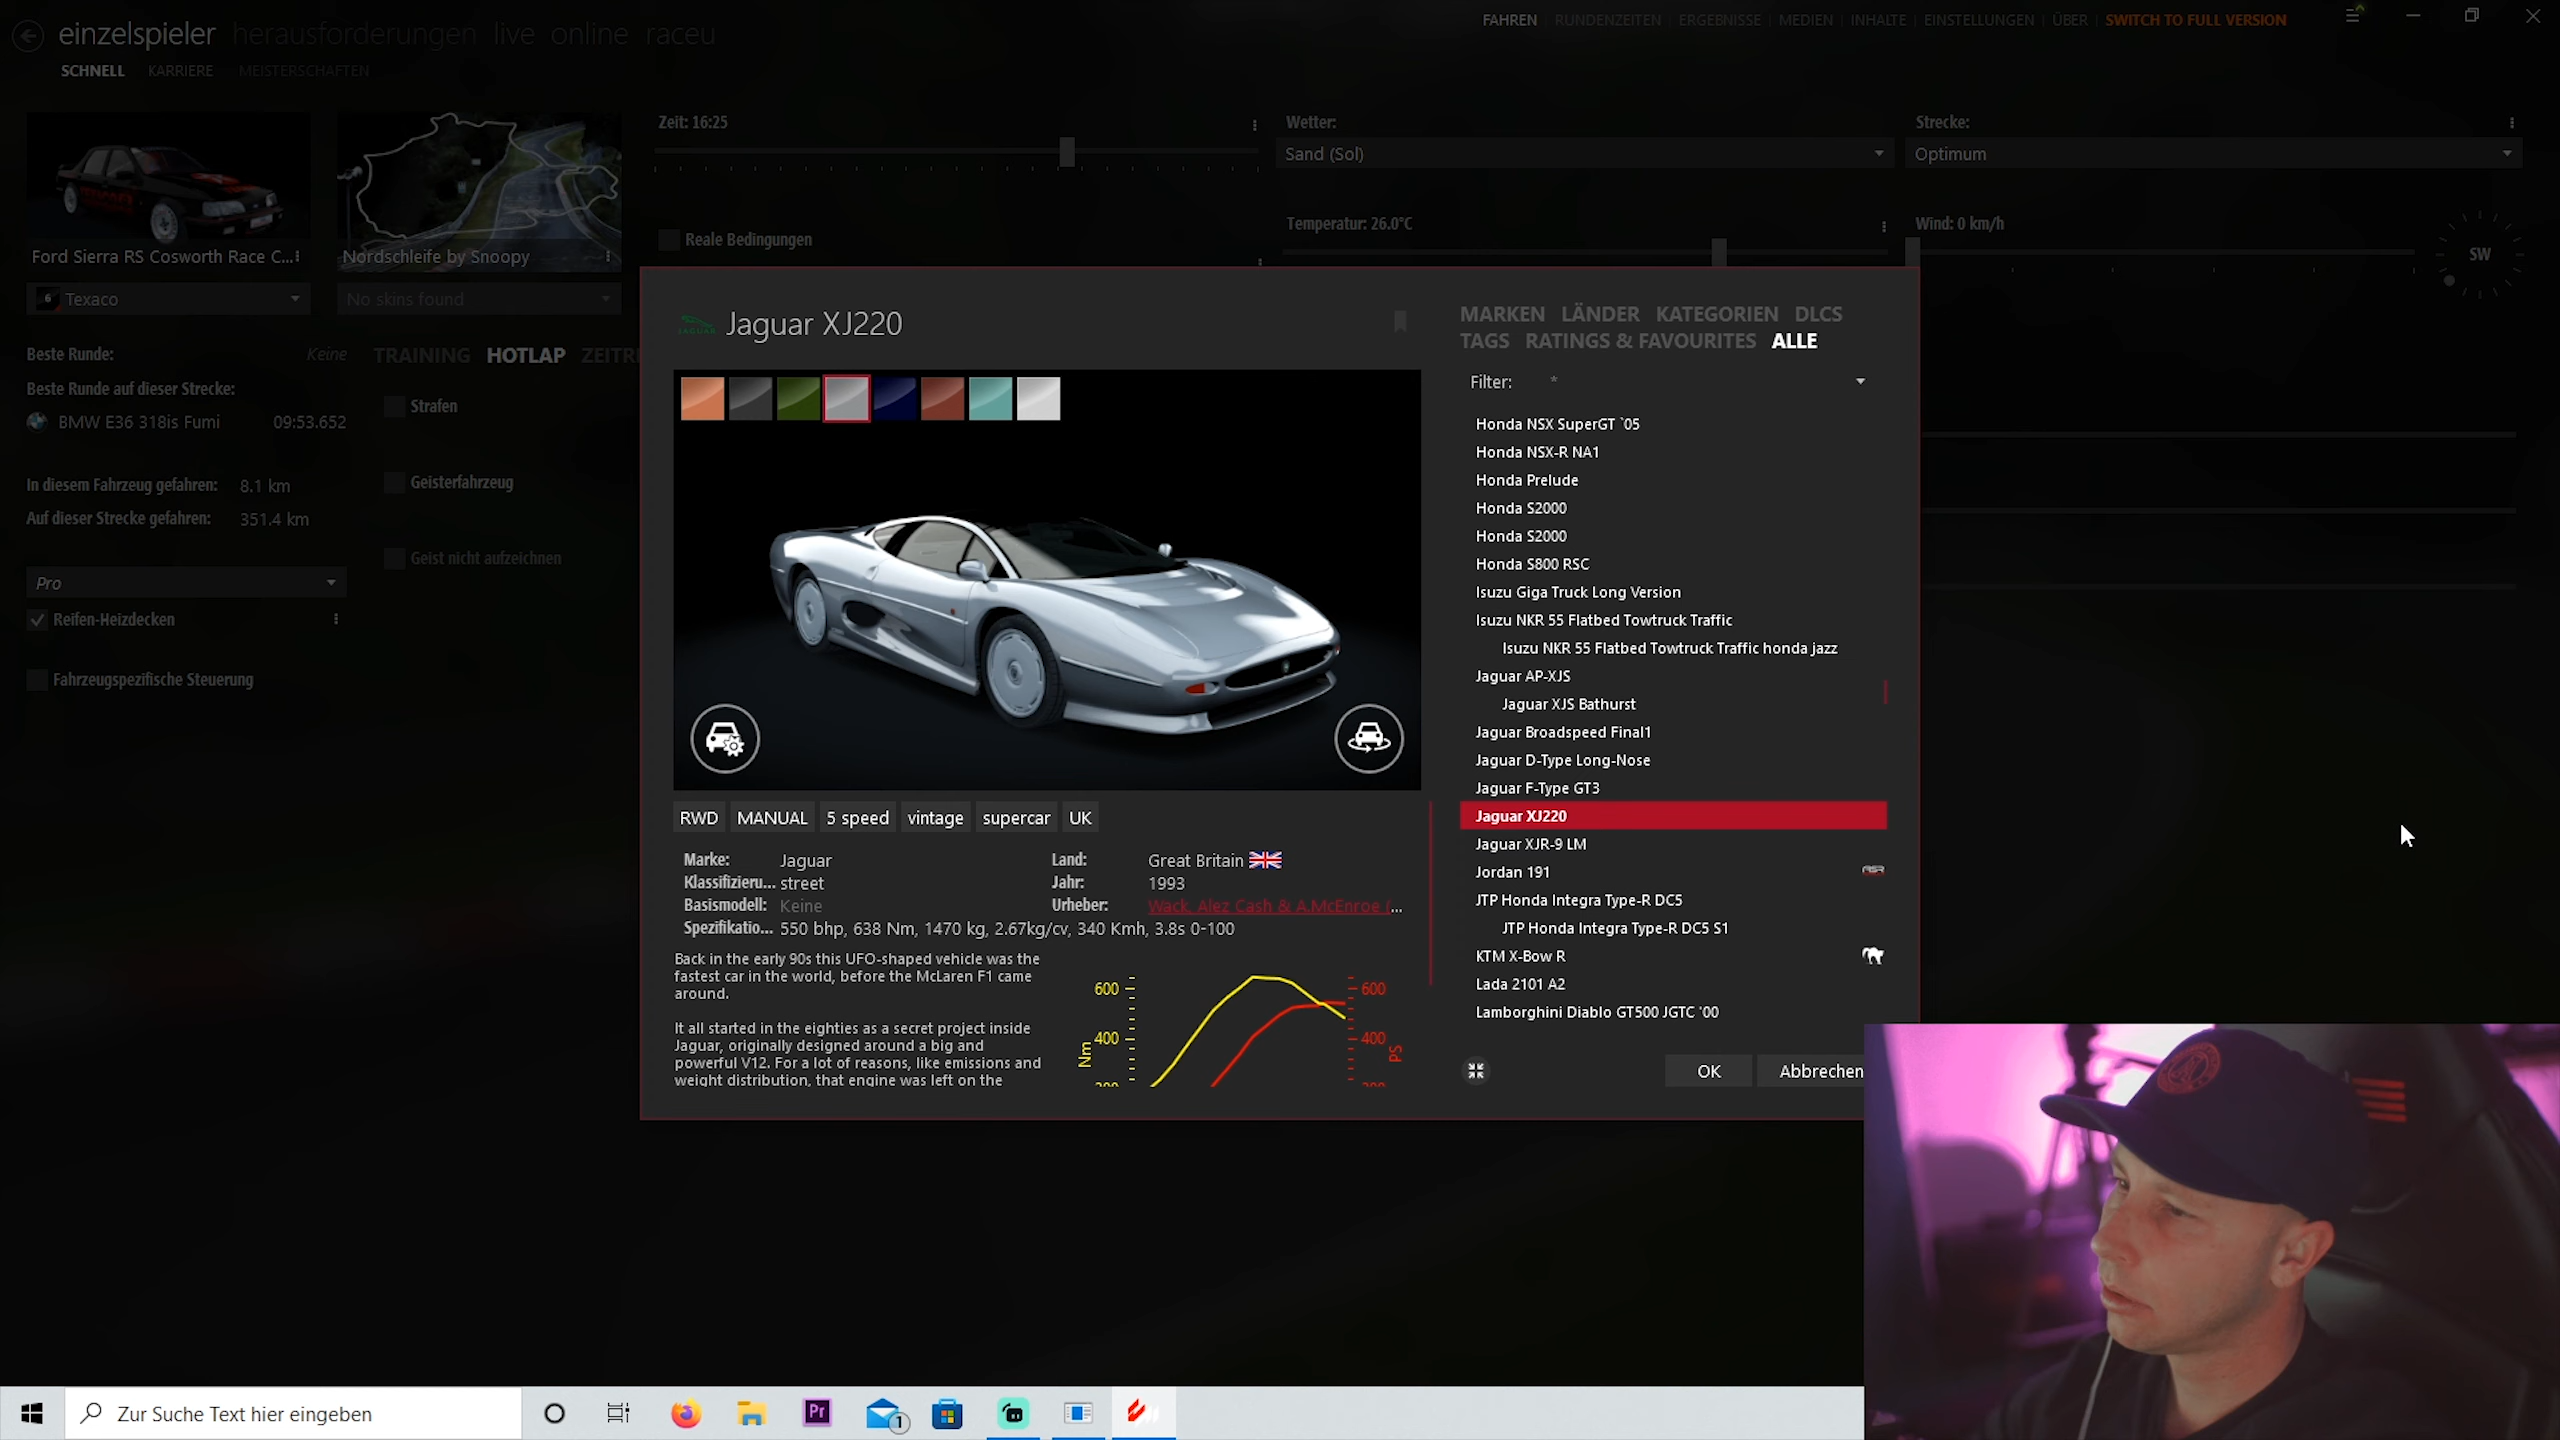 einzelspieler herausforderungen live online raceu
FAHREN | RUNDENZEITEN | ERGEBNISSE | MEDIEN | INHALTE | EINSTELLUNGEN | ÜBER | SWITCH TO FULL VERSION
SCHNELL KARRIERE MEISTERSCHAFTEN
Ford Sierra RS Cosworth Race C...
Nordschleife by Snoopy
6 Texaco
No skins found
Zeit: 16:25
Wetter:
Sand (Sol)
Strecke:
Optimum
Reale Bedingungen
Temperatur: 26.0°C
Wind: 0 km/h
SW
Beste Runde: Keine
Beste Runde auf dieser Strecke:
BMW E36 318is Fumi 09:53.652
In diesem Fahrzeug gefahren: 8.1 km
Auf dieser Strecke gefahren: 351.4 km
Pro
Reifen-Heizdecken
Fahrzeugspezifische Steuerung
TRAINING HOTLAP ZEITR
Strafen
Geisterfahrzeug
Geist nicht aufzeichnen
JAGUAR
Jaguar XJ220
RWD MANUAL 5 speed vintage supercar UK
Marke: Jaguar Land: Great Britain
Klassifizieru... street Jahr: 1993
Basismodell: Keine Urheber: Wack, Alez Cash & A.McEnroe (...
Spezifikatio... 550 bhp, 638 Nm, 1470 kg, 2.67kg/cv, 340 Kmh, 3.8s 0-100
Back in the early 90s this UFO-shaped vehicle was the
fastest car in the world, before the McLaren F1 came
around.
It all started in the eighties as a secret project inside
Jaguar, originally designed around a big and
powerful V12. For a lot of reasons, like emissions and
weight distribution, that engine was left on the
600 600
400 400
Nm PS
MARKEN LÄNDER KATEGORIEN DLCS
TAGS RATINGS & FAVOURITES ALLE
Filter: *
Honda NSX SuperGT `05
Honda NSX-R NA1
Honda Prelude
Honda S2000
Honda S2000
Honda S800 RSC
Isuzu Giga Truck Long Version
Isuzu NKR 55 Flatbed Towtruck Traffic
Isuzu NKR 55 Flatbed Towtruck Traffic honda jazz
Jaguar AP-XJS
Jaguar XJS Bathurst
Jaguar Broadspeed Final1
Jaguar D-Type Long-Nose
Jaguar F-Type GT3
Jaguar XJ220
Jaguar XJR-9 LM
Jordan 191
JTP Honda Integra Type-R DC5
JTP Honda Integra Type-R DC5 S1
KTM X-Bow R
Lada 2101 A2
Lamborghini Diablo GT500 JGTC '00
OK Abbrechen
Zur Suche Text hier eingeben
Pr
1